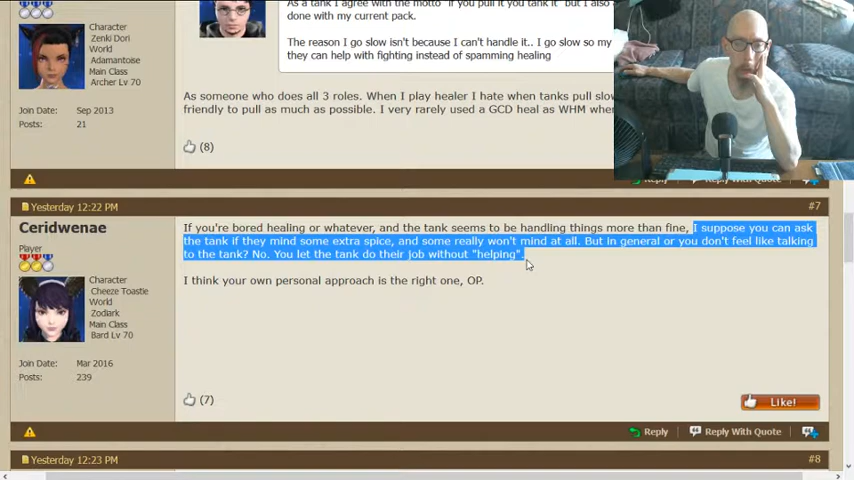 As a tank I agree with the motto "if you pull it you tank it" but I also a
done with my current pack.
The reason I go slow isn't because I can't handle it.. I go slow so my
they can help with fighting instead of spamming healing
Character
Zenki Dori
World
Adamantoise
Main Class
Archer Lv 70
Join Date: Sep 2013
Posts: 21
As someone who does all 3 roles. When I play healer I hate when tanks pull slow
friendly to pull as much as possible. I very rarely used a GCD heal as WHM whe
(8)
Reply With Quote
Yesterday 12:22 PM #7
Ceridwenae
Player
Character
Cheeze Toastie
World
Zodiark
Main Class
Bard Lv 70
Join Date: Mar 2016
Posts: 239
If you're bored healing or whatever, and the tank seems to be handling things more than fine, I suppose you can ask
the tank if they mind some extra spice, and some really won't mind at all. But in general or you don't feel like talking
to the tank? No. You let the tank do their job without "helping".
I think your own personal approach is the right one, OP.
(7)
Like!
Reply Reply With Quote
Yesterday 12:23 PM #8